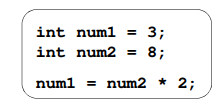 int num1 = 3;
int num2 = 8;
num1 = num2 * 2;